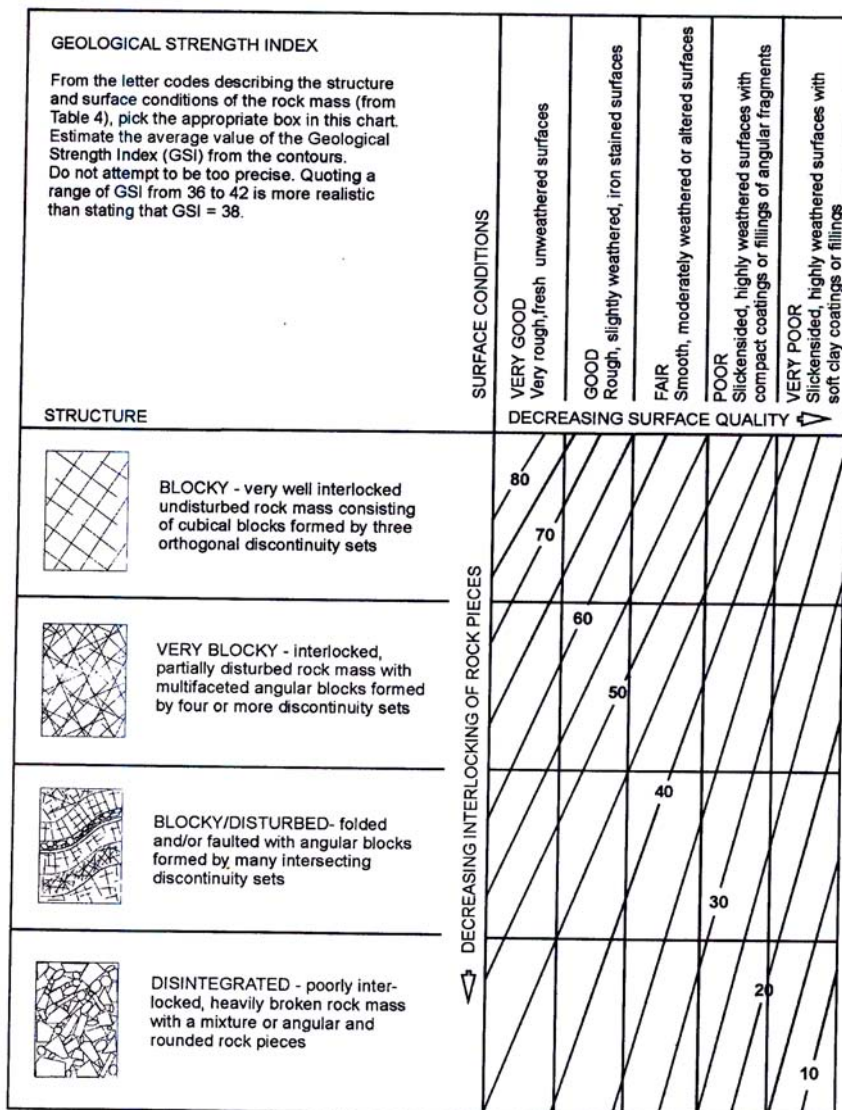 GEOLOGICAL STRENGTH INDEX
From the letter codes describing the structure
and surface conditions of the rock mass (from
Table 4), pick the appropriate box in this chart.
Estimate the average value of the Geological
Strength Index (GSI) from the contours.
Do not attempt to be too precise. Quoting a
range of GSI from 36 to 42 is more realistic
than stating that GSI = 38.
SURFACE CONDITIONS
VERY GOOD
Very rough,fresh unweathered surfaces
GOOD
Rough, slightly weathered, iron stained surfaces
FAIR
Smooth, moderately weathered or altered surfaces
POOR
Slickensided, highly weathered surfaces with
compact coatings or fillings of angular fragments
VERY POOR
Slickensided, highly weathered surfaces with
soft clay coatings or fillings
STRUCTURE
DECREASING SURFACE QUALITY
BLOCKY - very well interlocked
undisturbed rock mass consisting
of cubical blocks formed by three
orthogonal discontinuity sets
VERY BLOCKY - interlocked,
partially disturbed rock mass with
multifaceted angular blocks formed
by four or more discontinuity sets
BLOCKY/DISTURBED- folded
and/or faulted with angular blocks
formed by many intersecting
discontinuity sets
DISINTEGRATED - poorly inter-
locked, heavily broken rock mass
with a mixture or angular and
rounded rock pieces
DECREASING INTERLOCKING OF ROCK PIECES
80
70
60
50
40
30
20
10